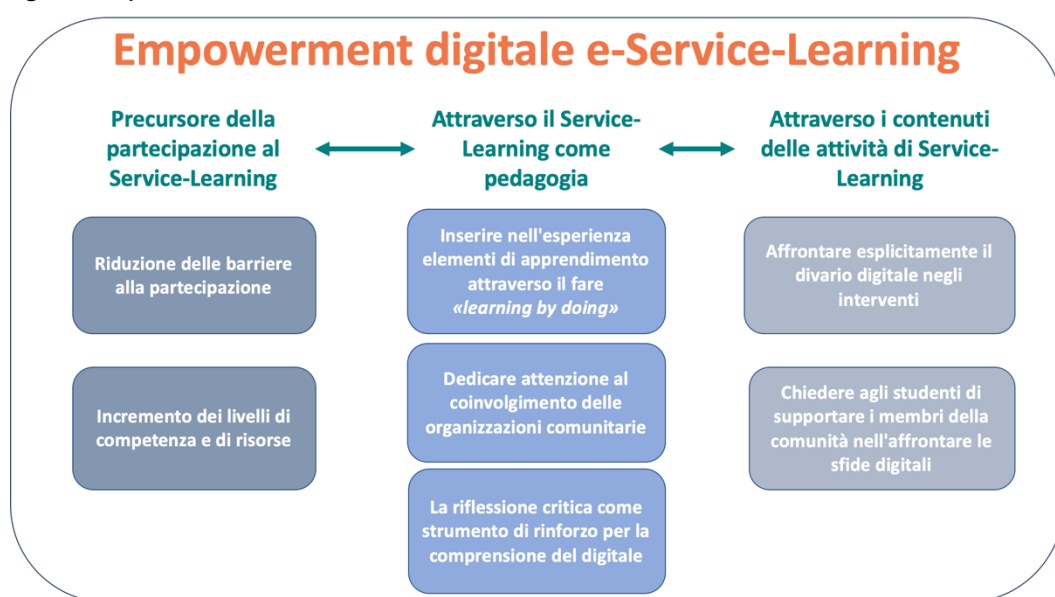 Empowerment digitale e-Service-Learning
Precursore della
partecipazione al
Service-Learning
Attraverso il Service-
Learning come
pedagogia
Attraverso i contenuti
delle attività di Service-
Learning
Riduzione delle barriere
alla partecipazione
Incremento dei livelli di
competenza e di risorse
Inserire nell'esperienza
elementi di apprendimento
attraverso il fare
«learning by doing»
Dedicare attenzione al
coinvolgimento delle
organizzazioni comunitarie
La riflessione critica come
strumento di rinforzo per la
comprensione del digitale
Affrontare esplicitamente il
divario digitale negli
interventi
Chiedere agli studenti di
supportare i membri della
comunità nell'affrontare le
sfide digitali